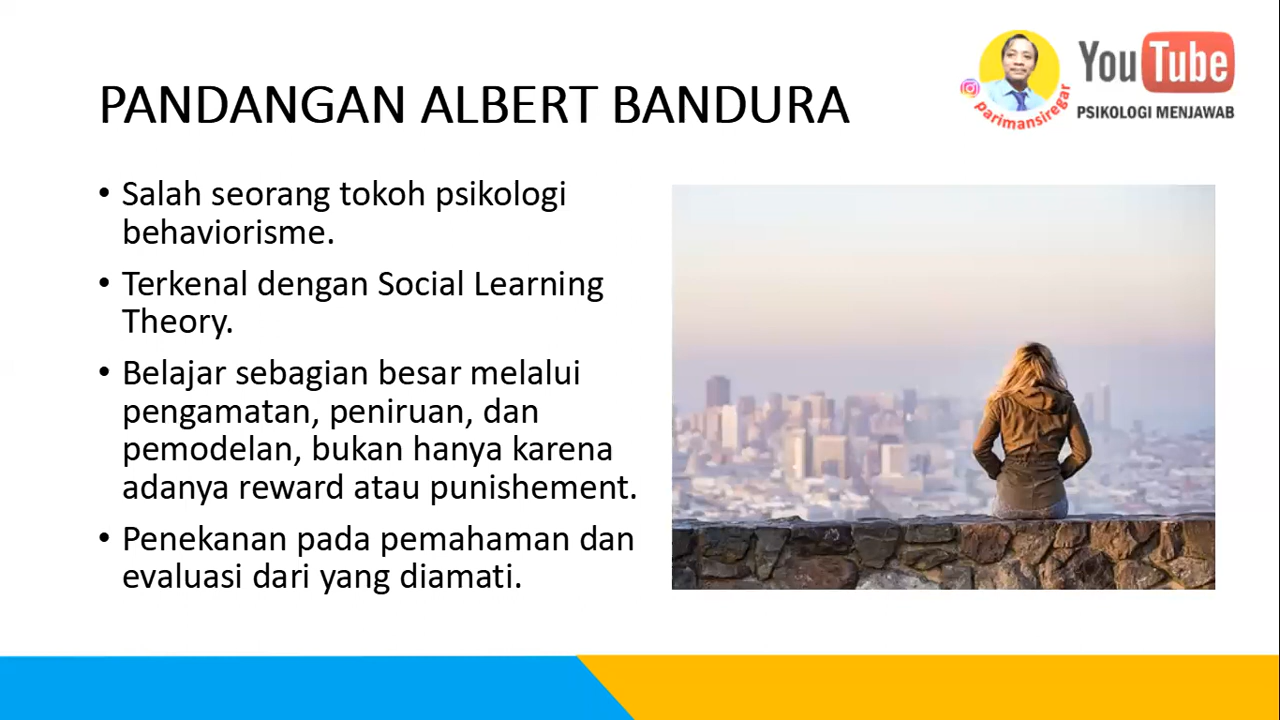 PANDANGAN ALBERT BANDURA
YouTube
parimansiregar
PSIKOLOGI MENJAWAB
• Salah seorang tokoh psikologi
behaviorisme.
• Terkenal dengan Social Learning
Theory.
• Belajar sebagian besar melalui
pengamatan, peniruan, dan
pemodelan, bukan hanya karena
adanya reward atau punishement.
• Penekanan pada pemahaman dan
evaluasi dari yang diamati.